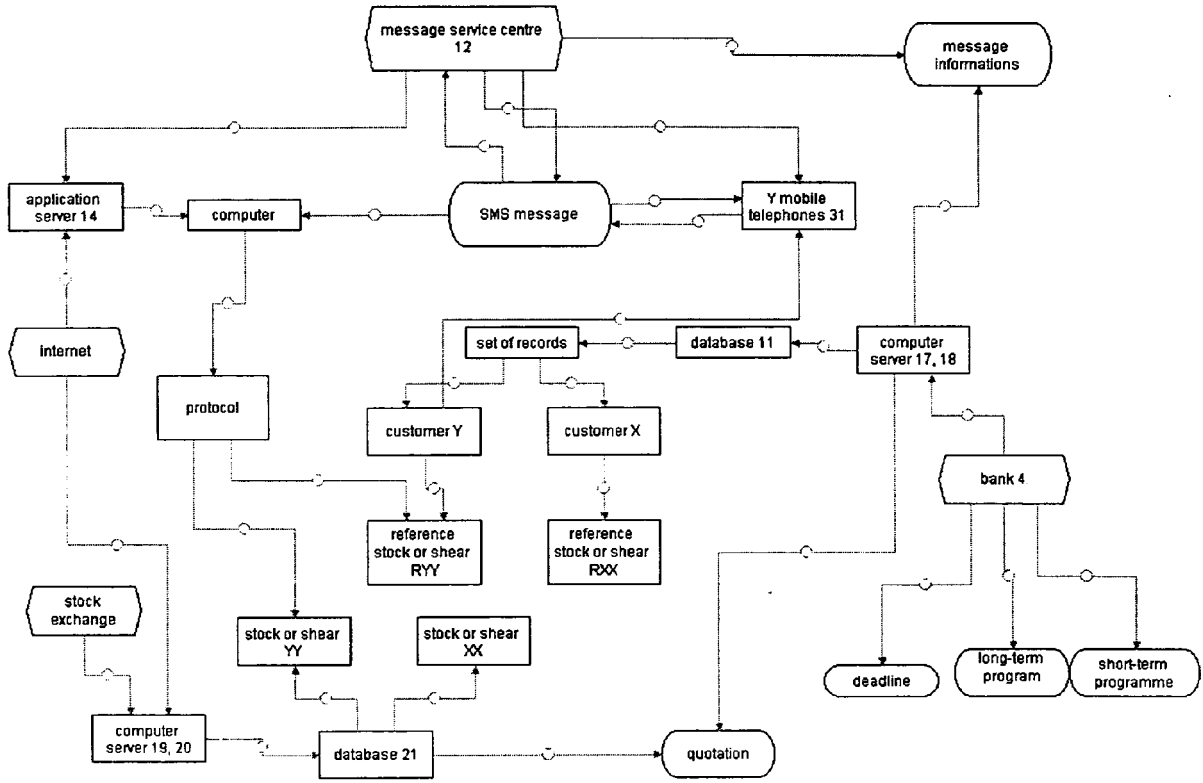 message service centre
12
message
informations
application
server 14
computer
SMS message
Y mobile
telephones 31
internet
set of records
database 11
computer
server 17, 18
protocol
customer Y
customer X
bank 4
reference
stock or shear
RYY
reference
stock or shear
RXX
stock
exchange
stock or shear
YY
stock or shear
XX
deadline
long-term
program
short-term
programme
computer
server 19, 20
database 21
quotation